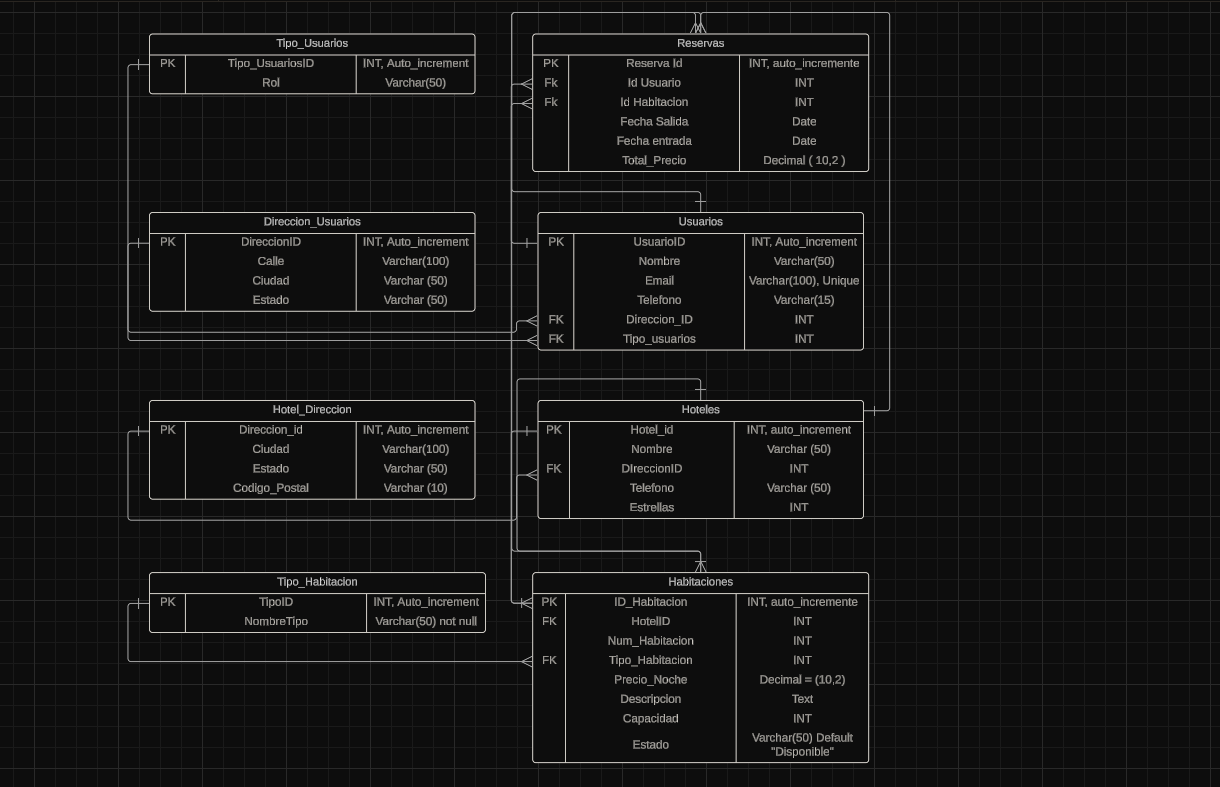 Tipo_Usuarios
PK Tipo_UsuariosID INT, Auto_increment
Rol Varchar(50)
Reservas
PK Reserva Id INT, auto_incremente
Fk Id Usuario INT
Fk Id Habitacion INT
Fecha Salida Date
Fecha entrada Date
Total_Precio Decimal ( 10,2 )
Direccion_Usuarios
PK DireccionID INT, Auto_increment
Calle Varchar(100)
Ciudad Varchar (50)
Estado Varchar (50)
Usuarios
PK UsuarioID INT, Auto_increment
Nombre Varchar(50)
Email Varchar(100), Unique
Telefono Varchar(15)
FK Direccion_ID INT
FK Tipo_usuarios INT
Hotel_Direccion
PK Direccion_id INT, Auto_increment
Ciudad Varchar(100)
Estado Varchar (50)
Codigo_Postal Varchar (10)
Hoteles
PK Hotel_id INT, auto_increment
Nombre Varchar (50)
FK DIreccionID INT
Telefono Varchar (50)
Estrellas INT
Tipo_Habitacion
PK TipoID INT, Auto_increment
NombreTipo Varchar(50) not null
Habitaciones
PK ID_Habitacion INT, auto_incremente
FK HotelID INT
Num_Habitacion INT
FK Tipo_Habitacion INT
Precio_Noche Decimal = (10,2)
Descripcion Text
Capacidad INT
Estado Varchar(50) Default
"Disponible"